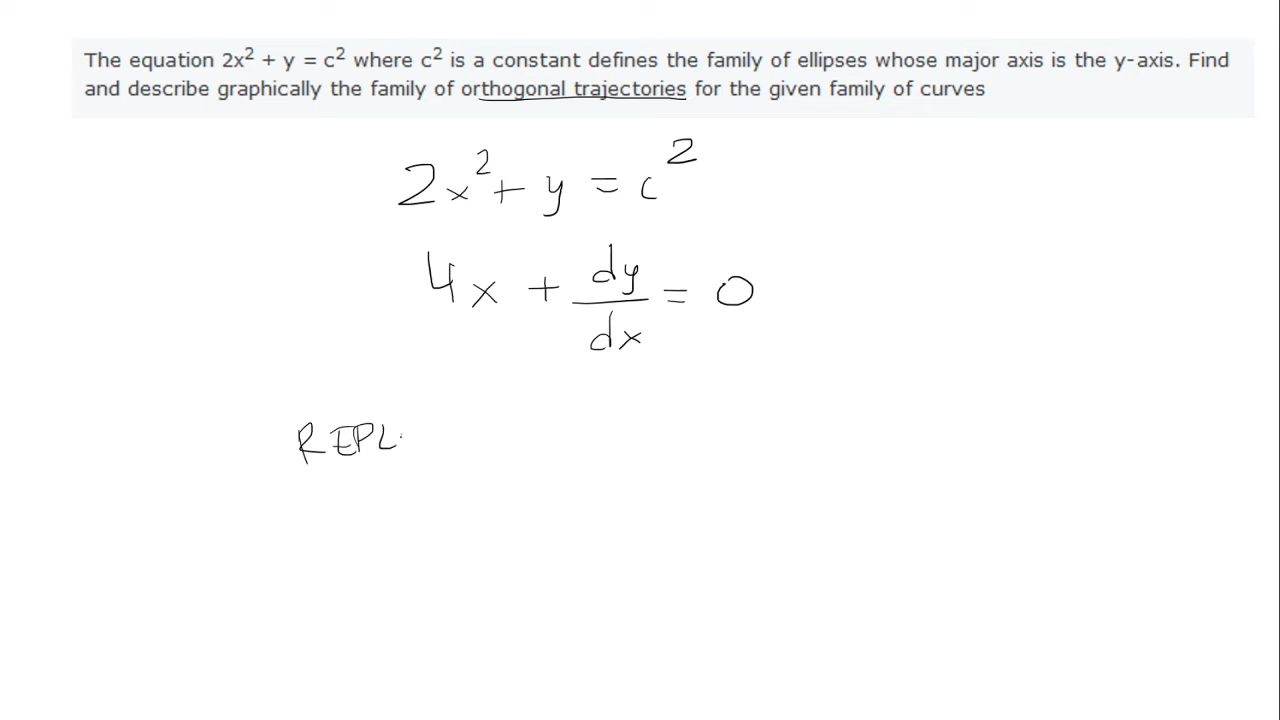 The equation 2x² + y = c² where c² is a constant defines the family of ellipses whose major axis is the y-axis. Find
and describe graphically the family of orthogonal trajectories for the given family of curves
2x² + y = c²
4x + dy/dx = 0
REPL